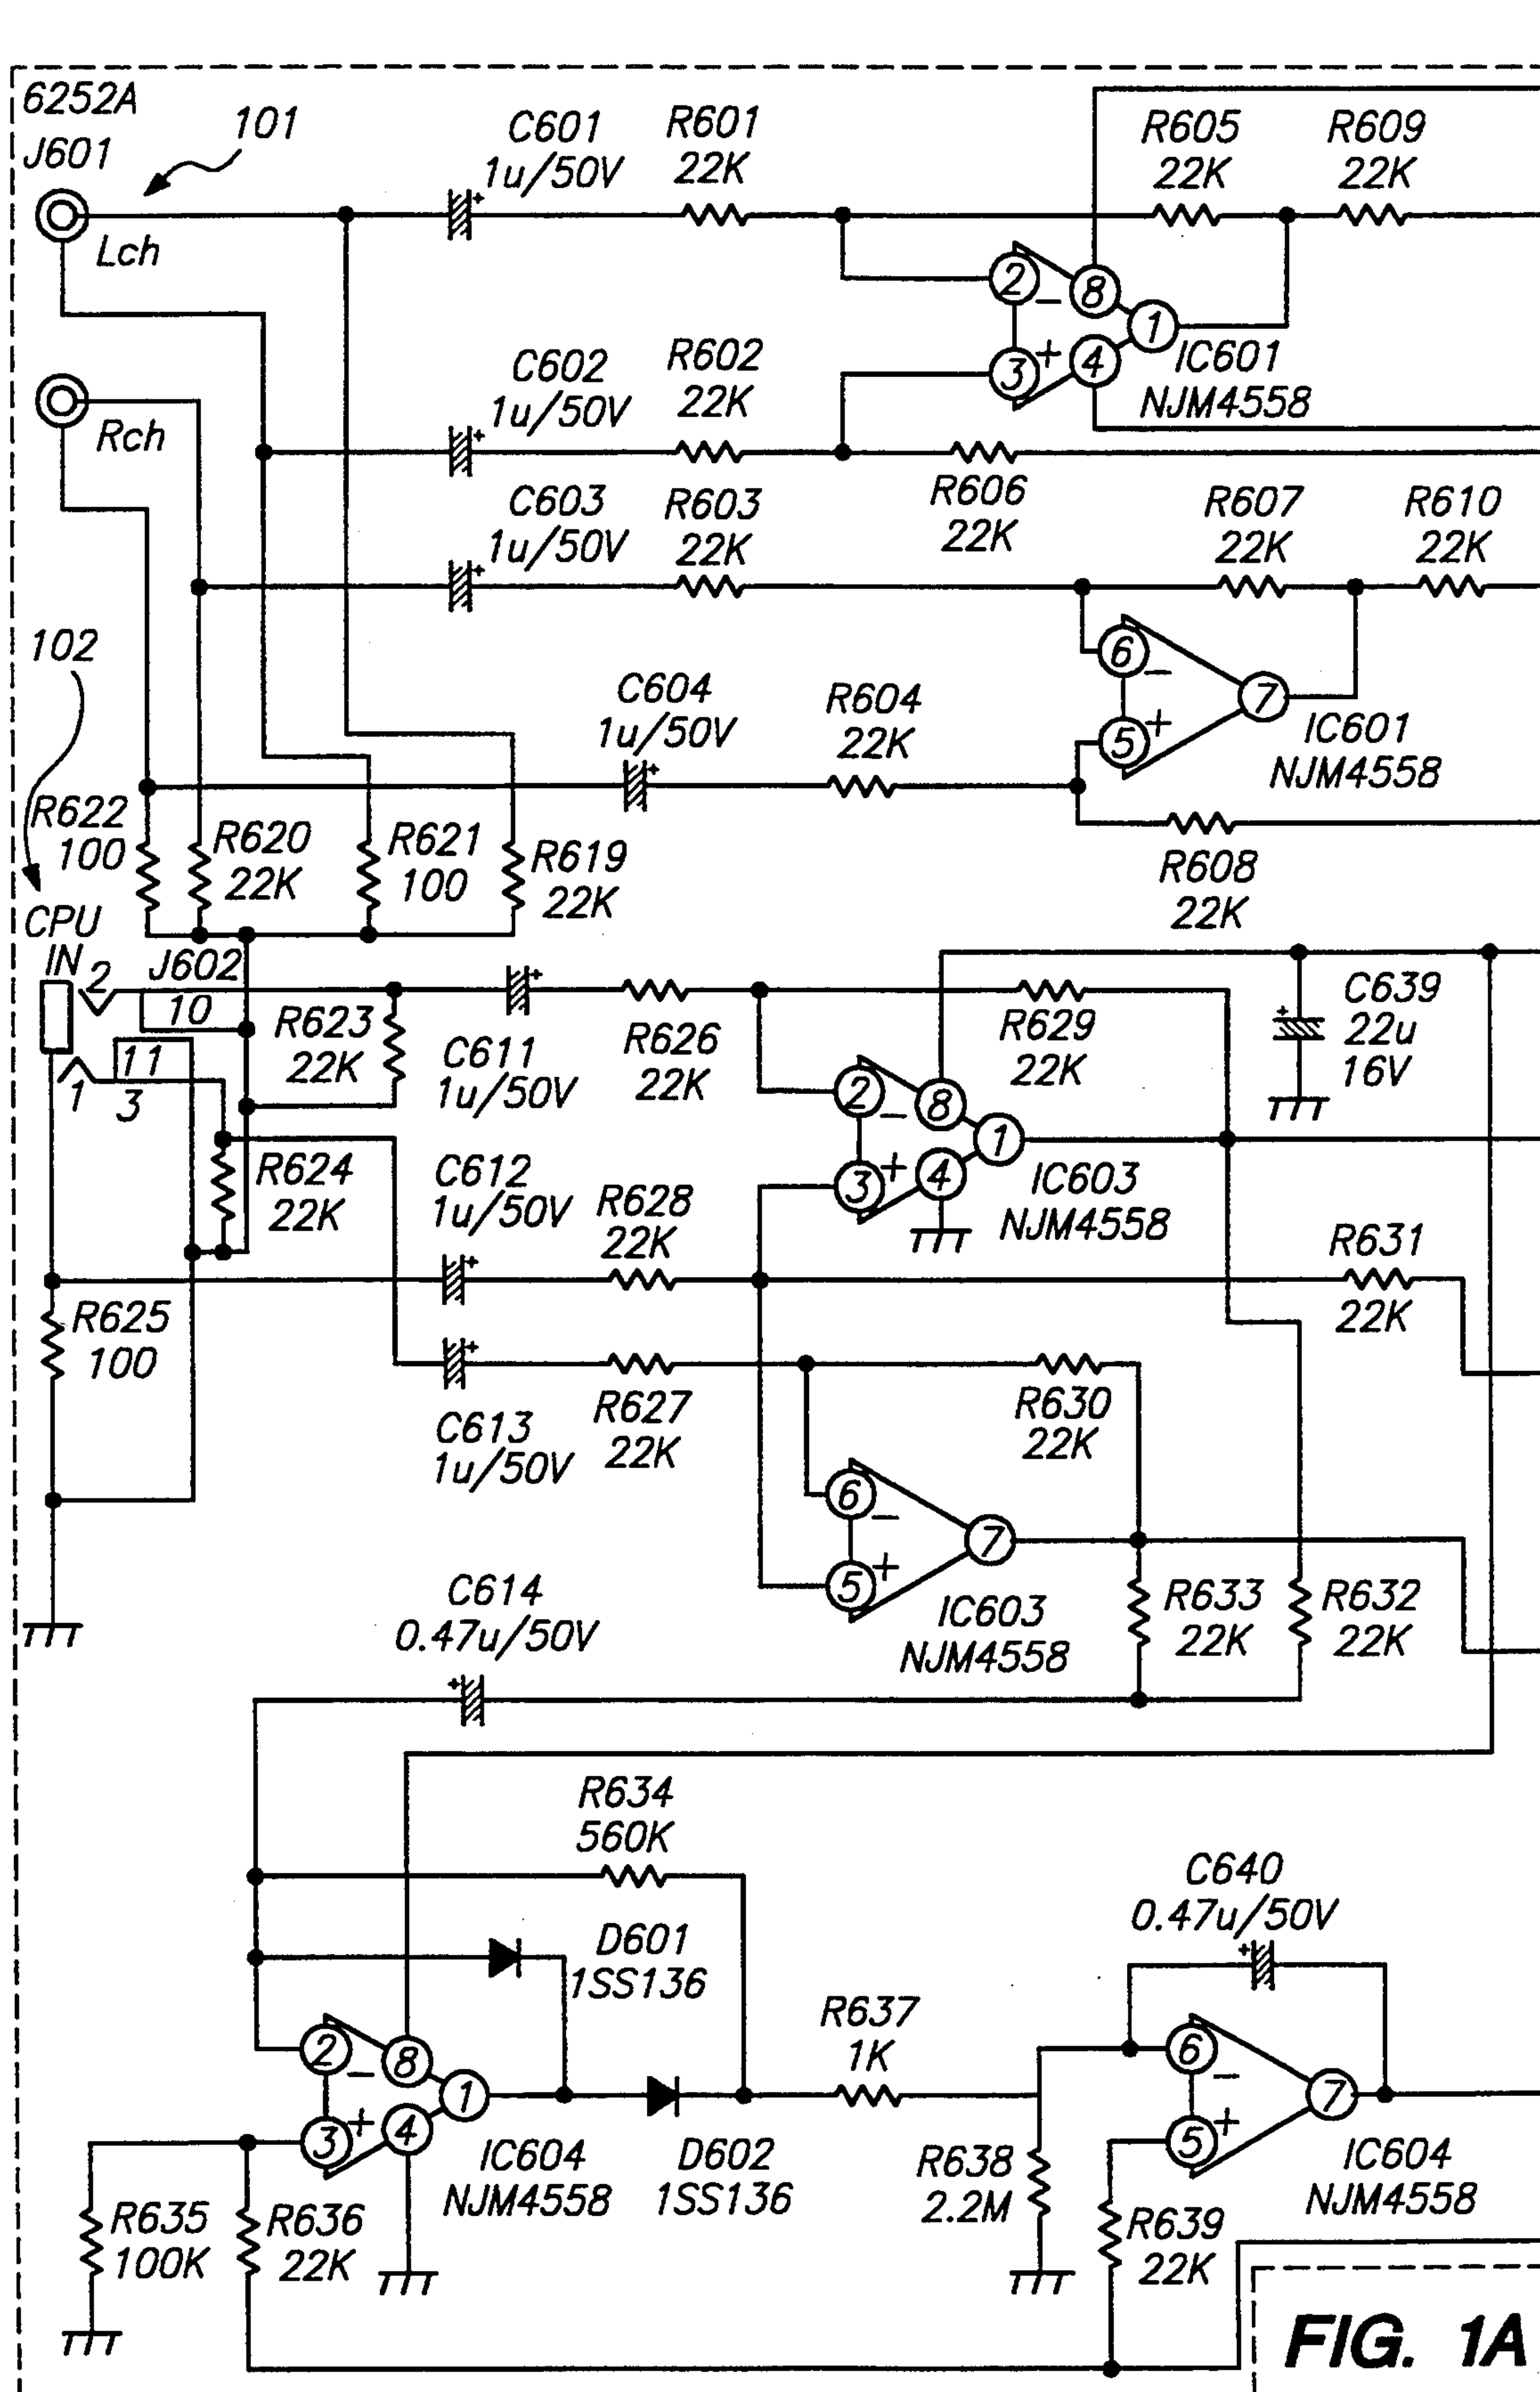 6252A
J601
101
C601
1u/50V
R601
22K
R605
22K
R609
22K
+
Lch
2
−
8
1
3
+
4
IC601
NJM4558
C602
1u/50V
+
R602
22K
Rch
R606
22K
C603
1u/50V
+
R603
22K
R607
22K
R610
22K
102
6
−
7
5
+
IC601
NJM4558
C604
1u/50V
+
R604
22K
R608
22K
R622
100
R620
22K
R621
100
R619
22K
CPU
IN
2
J602
10
11
1
3
R623
22K
+
C611
1u/50V
R626
22K
R629
22K
+
C639
22u
16V
2
−
8
1
3
+
4
IC603
NJM4558
R624
22K
C612
1u/50V
+
R628
22K
R631
22K
R625
100
+
C613
1u/50V
R627
22K
R630
22K
6
−
7
5
+
IC603
NJM4558
R633
22K
R632
22K
C614
0.47u/50V
+
R634
560K
D601
1SS136
C640
0.47u/50V
+
2
−
8
1
3
+
4
IC604
NJM4558
D602
1SS136
R637
1K
R638
2.2M
6
−
7
5
+
IC604
NJM4558
R635
100K
R636
22K
R639
22K
FIG. 1A